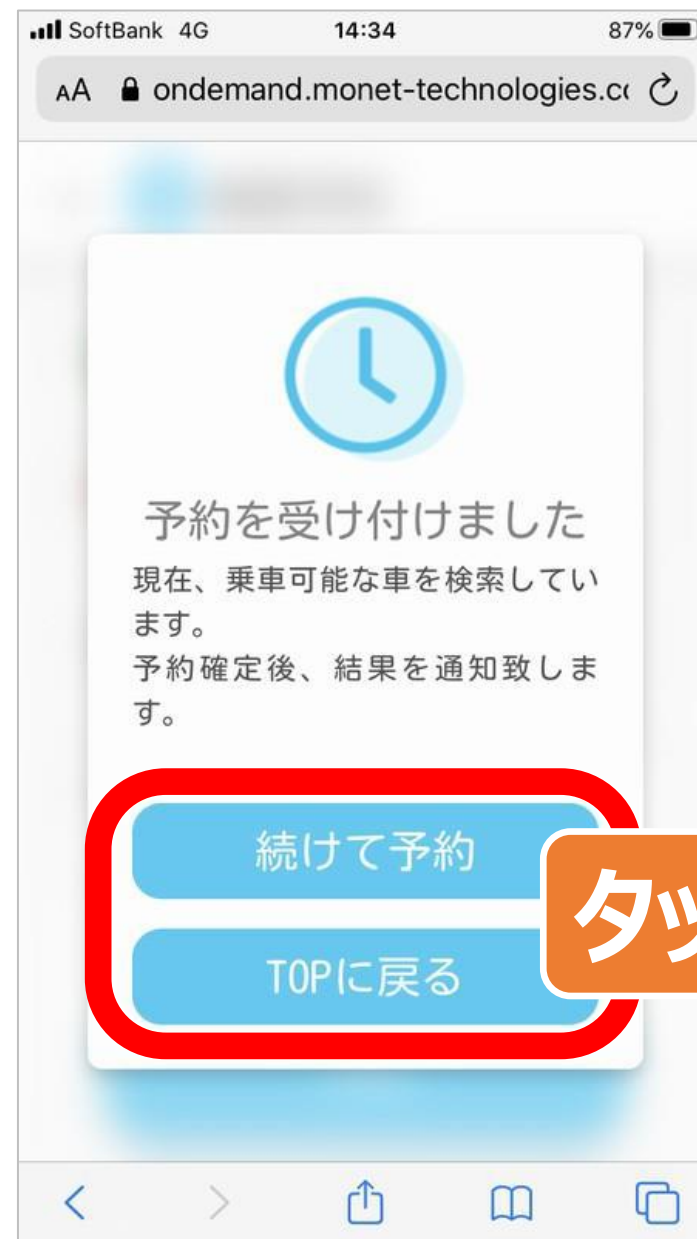 SoftBank 4G 14:34 87%
AA ondemand.monet-technologies.c
予約を受け付けました
現在、乗車可能な車を検索してい
ます。
予約確定後、結果を通知致しま
す。
続けて予約
タッ
TOPに戻る